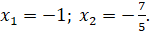 x₁ = −1; x₂ = −7/5.